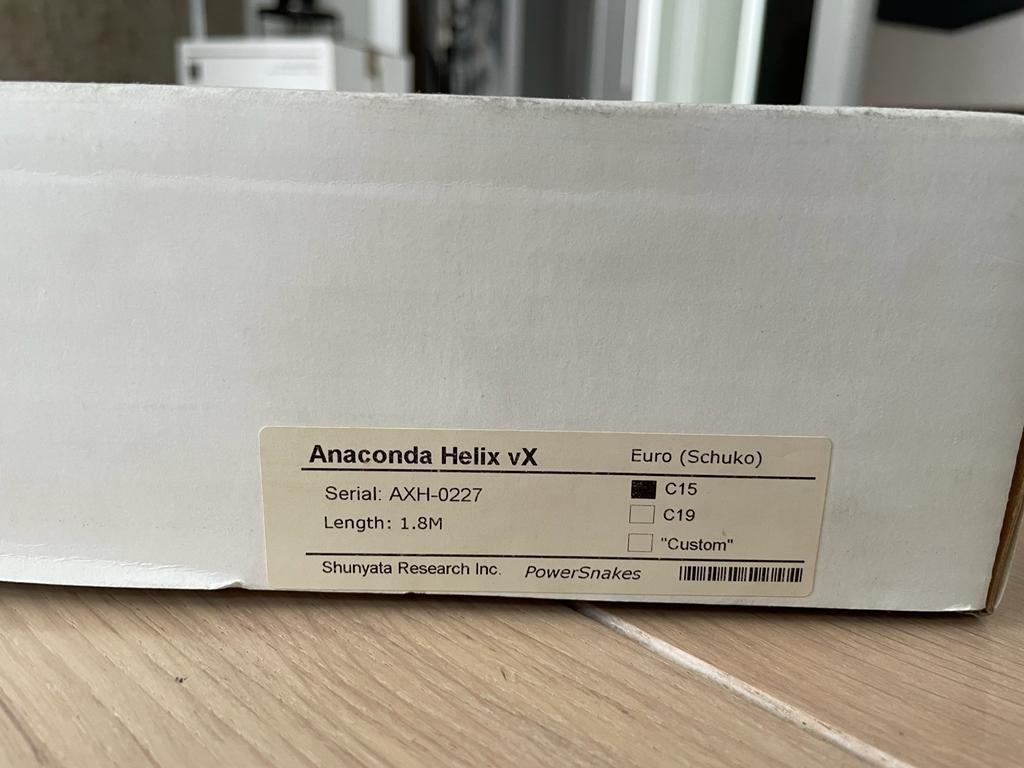 Anaconda Helix vX
Euro (Schuko)
Serial: AXH-0227
C15
Length: 1.8M
C19
"Custom"
Shunyata Research Inc. PowerSnakes